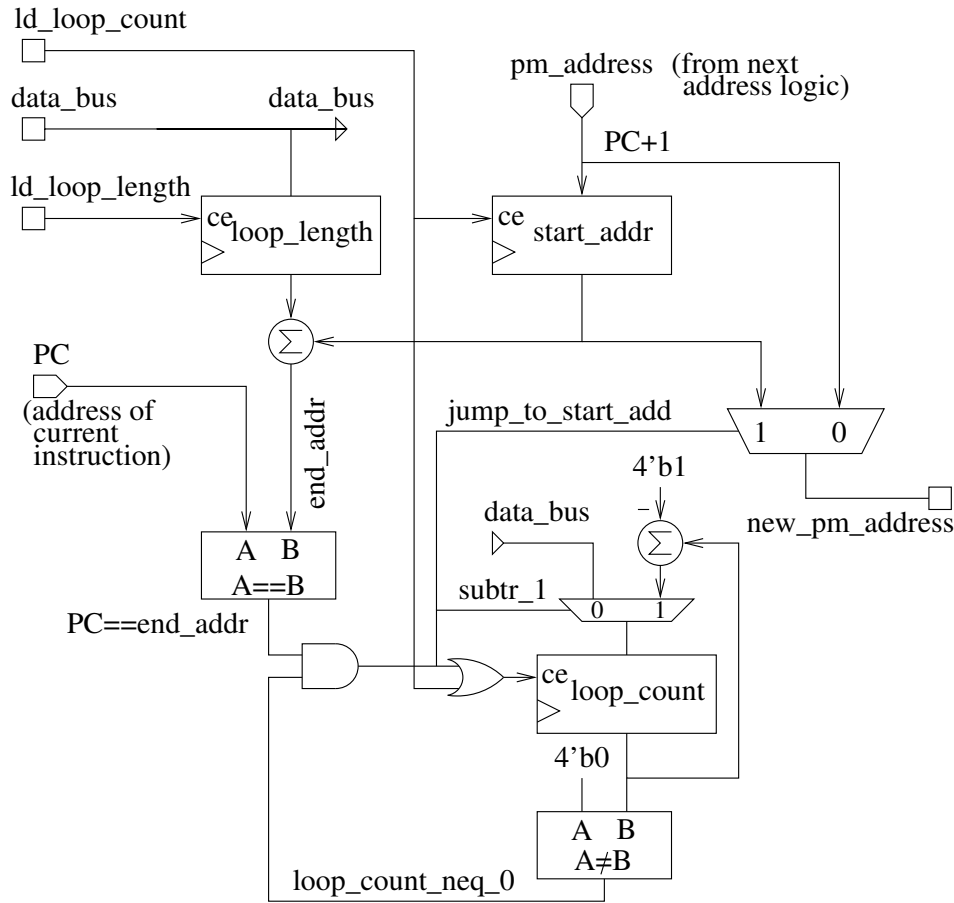 ld_loop_count
pm_address (from next
address logic)
data_bus
data_bus
PC+1
ld_loop_length
ce
loop_length
ce
start_addr
Σ
PC
(address of
current
instruction)
end_addr
jump_to_start_add
1 0
4'b1
-
new_pm_address
data_bus
Σ
A B
A==B
subtr_1
0 1
PC==end_addr
ce
loop_count
4'b0
A B
A≠B
loop_count_neq_0